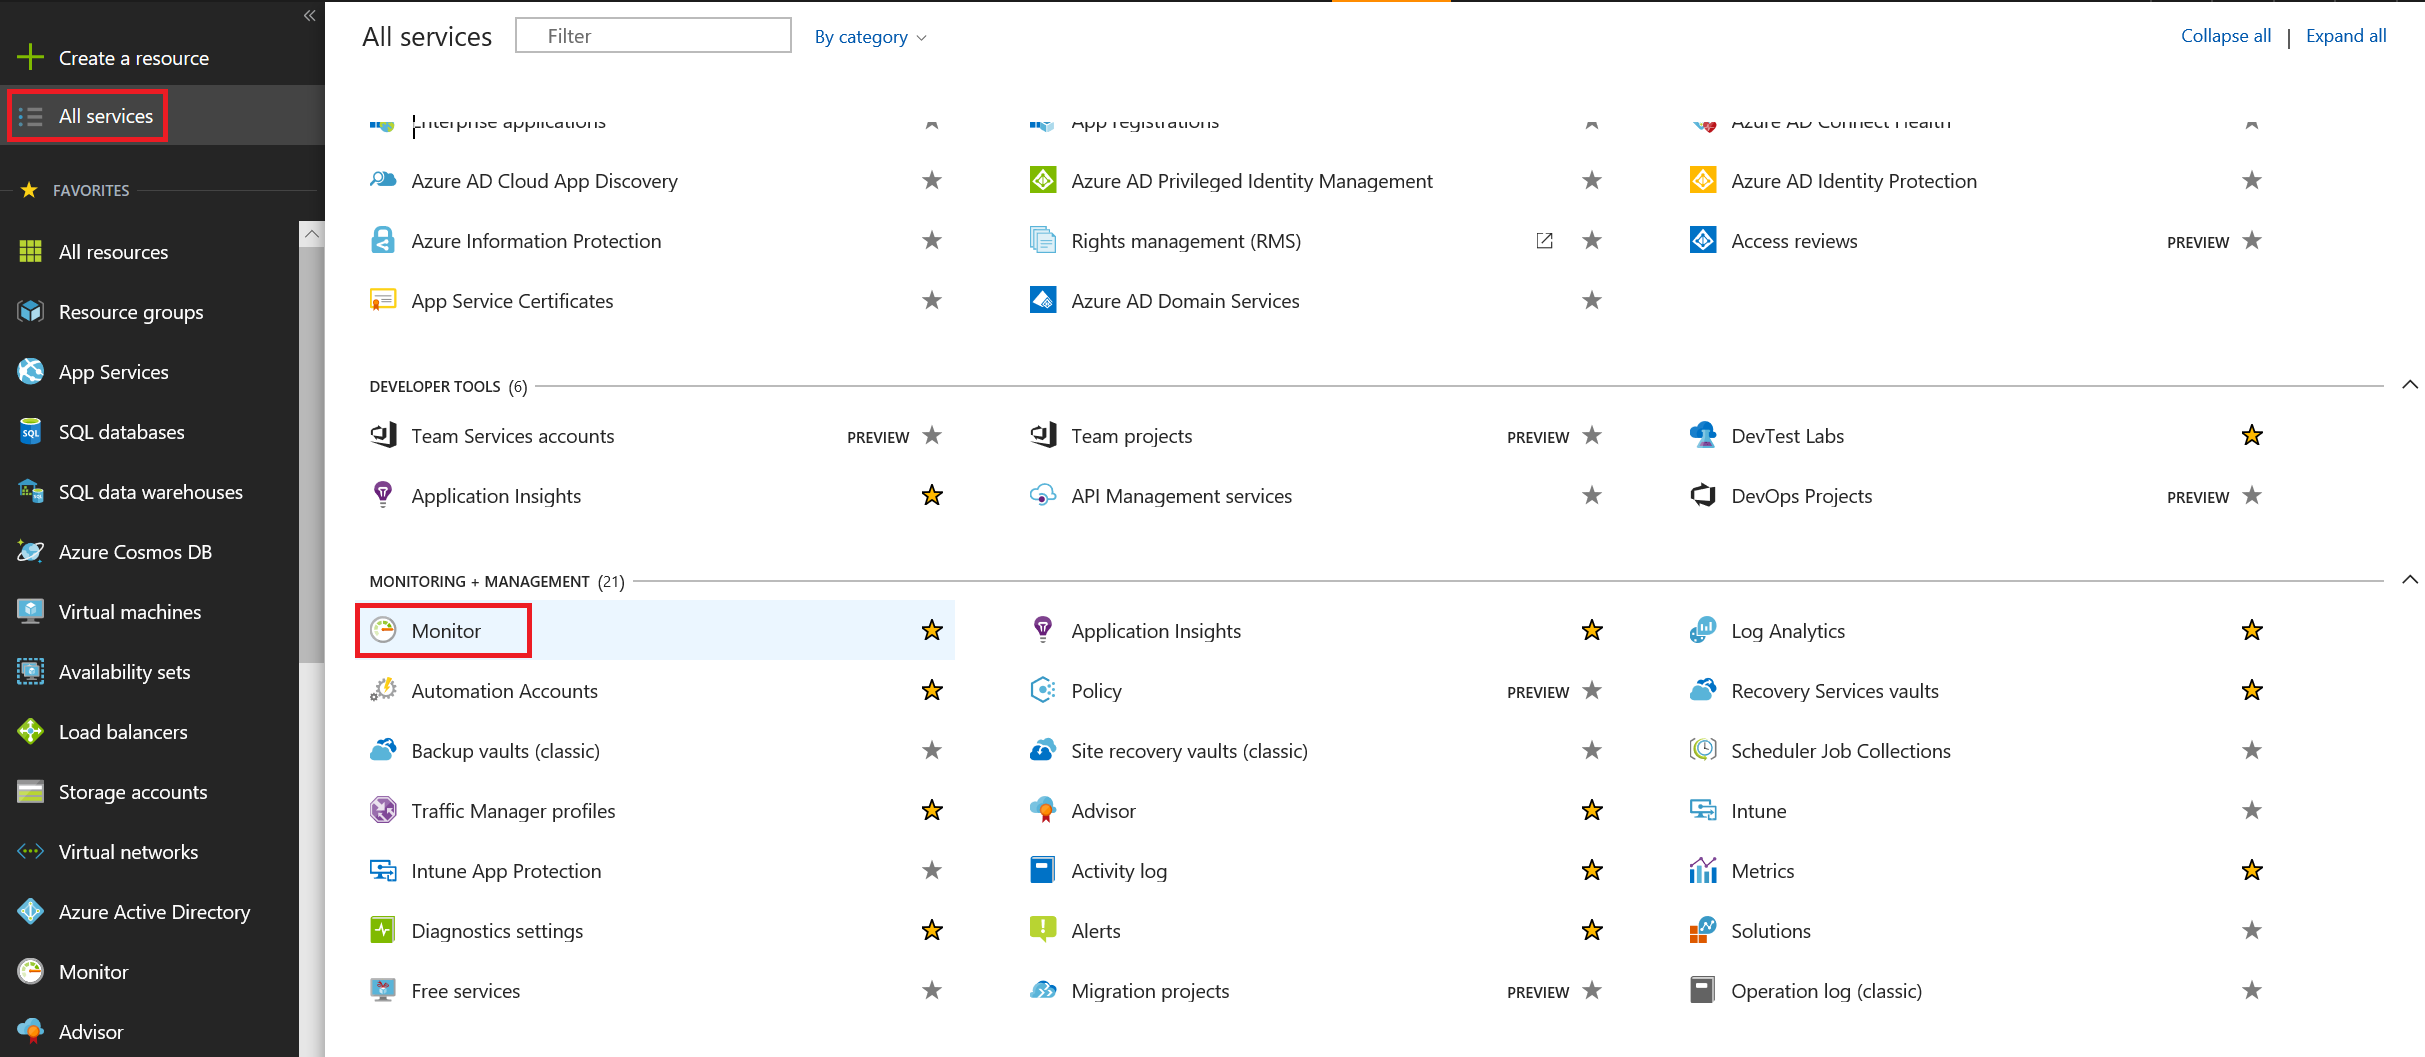 Create a resource
All services
FAVORITES
All resources
Resource groups
App Services
SQL databases
SQL data warehouses
Azure Cosmos DB
Virtual machines
Availability sets
Load balancers
Storage accounts
Virtual networks
Azure Active Directory
Monitor
Advisor
All services Filter By category Collapse all | Expand all
Enterprise applications App registrations Azure AD Connect Health
Azure AD Cloud App Discovery Azure AD Privileged Identity Management Azure AD Identity Protection
Azure Information Protection Rights management (RMS) Access reviews PREVIEW
App Service Certificates Azure AD Domain Services
DEVELOPER TOOLS (6)
Team Services accounts PREVIEW Team projects PREVIEW DevTest Labs
Application Insights API Management services DevOps Projects PREVIEW
MONITORING + MANAGEMENT (21)
Monitor Application Insights Log Analytics
Automation Accounts Policy PREVIEW Recovery Services vaults
Backup vaults (classic) Site recovery vaults (classic) Scheduler Job Collections
Traffic Manager profiles Advisor Intune
Intune App Protection Activity log Metrics
Diagnostics settings Alerts Solutions
Free services Migration projects PREVIEW Operation log (classic)